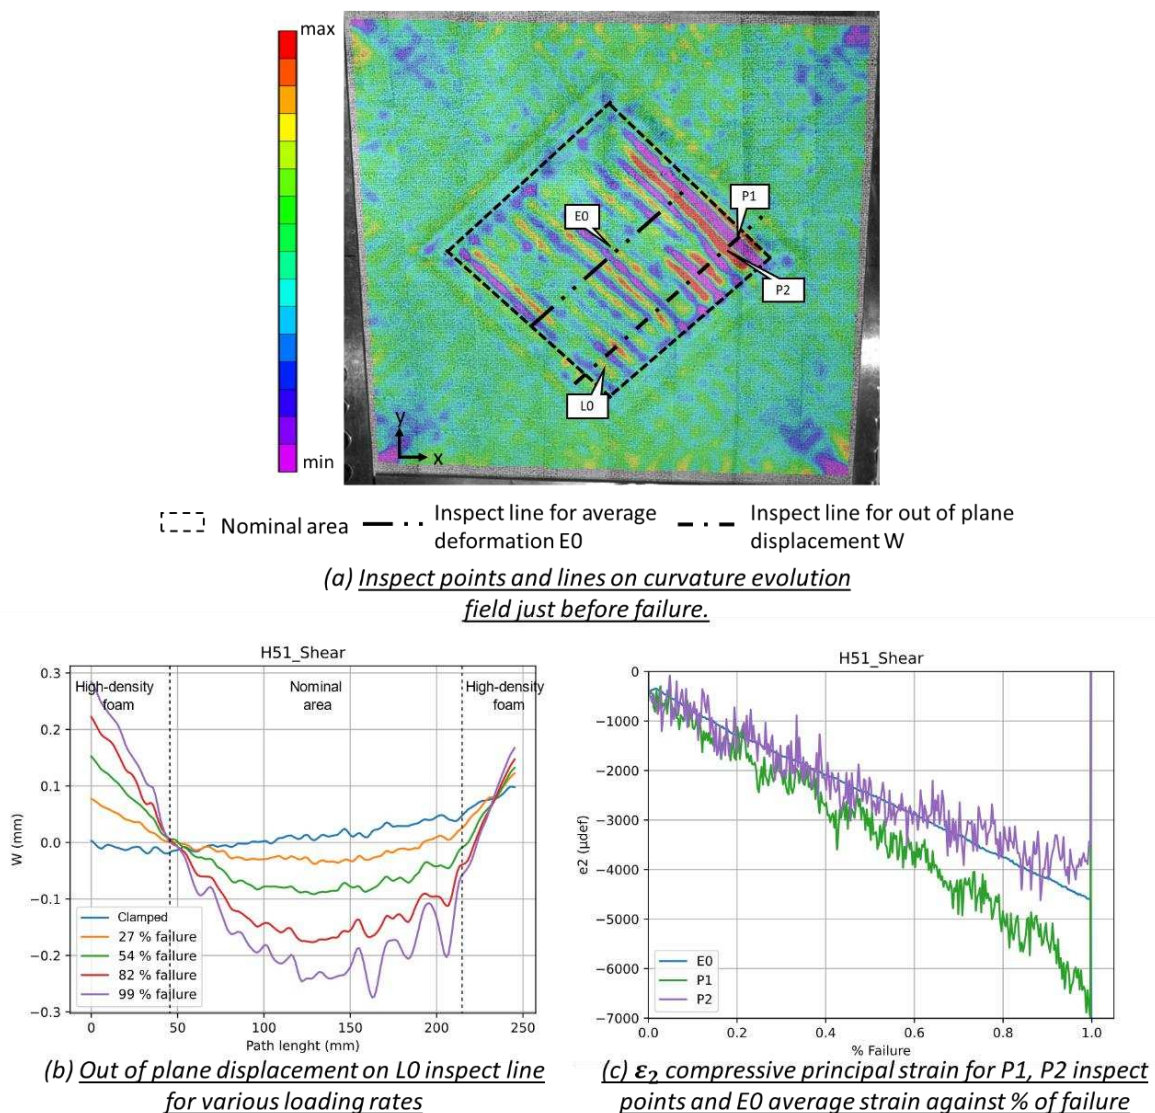 max
min
P1
E0
P2
L0
y
x
Nominal area
Inspect line for average
deformation E0
Inspect line for out of plane
displacement W
(a) Inspect points and lines on curvature evolution
field just before failure.
H51_Shear
High-density
foam
Nominal
area
High-density
foam
0.3
0.2
0.1
0.0
−0.1
−0.2
−0.3
W (mm)
Clamped
27 % failure
54 % failure
82 % failure
99 % failure
0
50
100
150
200
250
Path lenght (mm)
(b) Out of plane displacement on L0 inspect line
for various loading rates
H51_Shear
0
−1000
−2000
−3000
−4000
−5000
−6000
−7000
e2 (μdef)
E0
P1
P2
0.0
0.2
0.4
0.6
0.8
1.0
% Failure
(c) ε₂ compressive principal strain for P1, P2 inspect
points and E0 average strain against % of failure